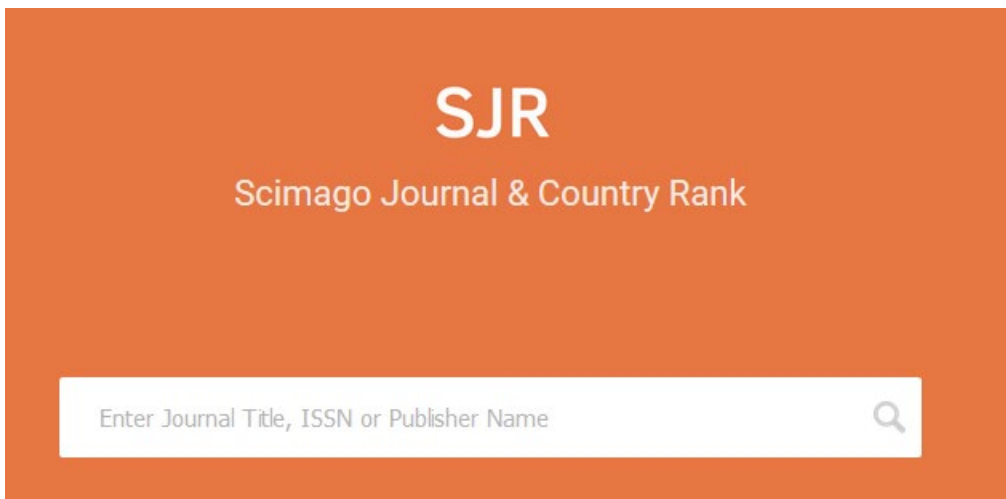 SJR
Scimago Journal & Country Rank
Enter Journal Title, ISSN or Publisher Name